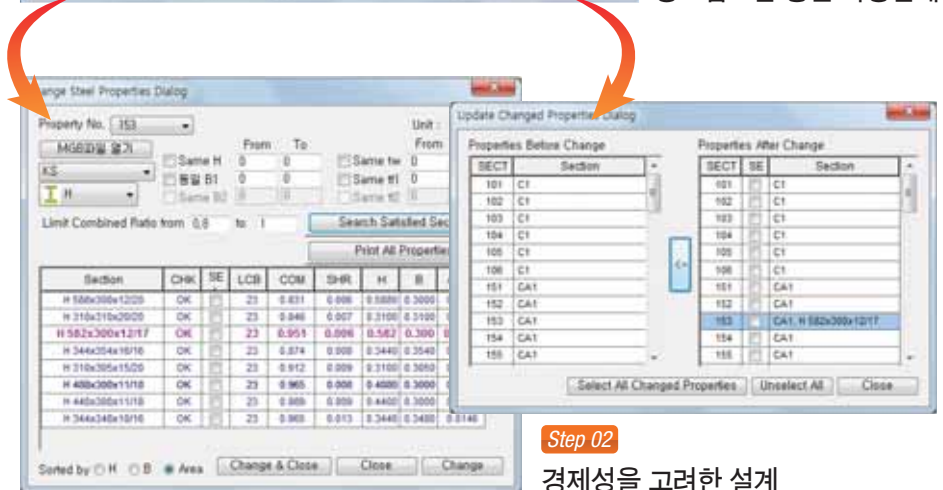 Change Steel Properties Dialog
Property No. 153
Unit :
MGB파일 열기
From To
From
KS
Same H 0 0
Same tw 0
동일 B1 0 0
Same tf1 0
H
Same B2 0 0
Same tf2 0
Limit Combined Ratio from 0,8 to 1
Search Satisfied Sec
Print All Properties
Section CHK SE LCB COM SHR H B
H 588x300x12/20 OK 23 0.831 0.006 0.5880 0.3000
H 310x310x20/20 OK 23 0.846 0.007 0.3100 0.3100
H 582x300x12/17 OK 23 0.951 0.006 0.582 0.300
H 344x354x16/16 OK 23 0.874 0.008 0.3440 0.3540
H 310x305x15/20 OK 23 0.912 0.009 0.3100 0.3050
H 400x300x11/18 OK 23 0.965 0.008 0.4000 0.3000
H 440x300x11/18 OK 23 0.889 0.009 0.4400 0.3000
H 344x348x10/16 OK 23 0.965 0.013 0.3440 0.3480 0.0146
Sorted by H B Area
Change & Close
Close
Change
Update Changed Properties Dialog
Properties Before Change
Properties After Change
SECT Section
SECT SE Section
101 C1
101 C1
102 C1
102 C1
103 C1
103 C1
104 C1
104 C1
105 C1
105 C1
106 C1
106 C1
<-
151 CA1
151 CA1
152 CA1
152 CA1
153 CA1
153 CA1, H 582x300x12/17
154 CA1
154 CA1
155 CA1
155 CA1
Select All Changed Properties
Unselect All
Close
Step 02
경제성을 고려한 설계